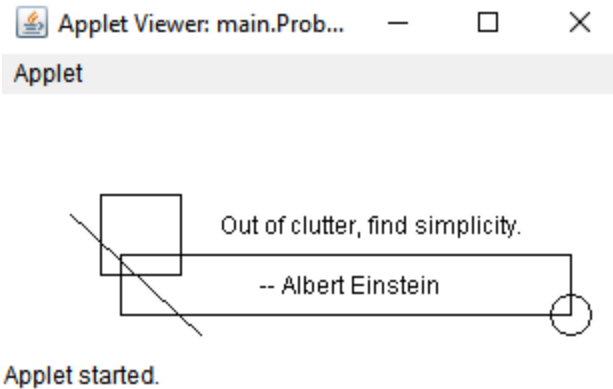 Applet Viewer: main.Prob...
Applet
Out of clutter, find simplicity.
-- Albert Einstein
Applet started.